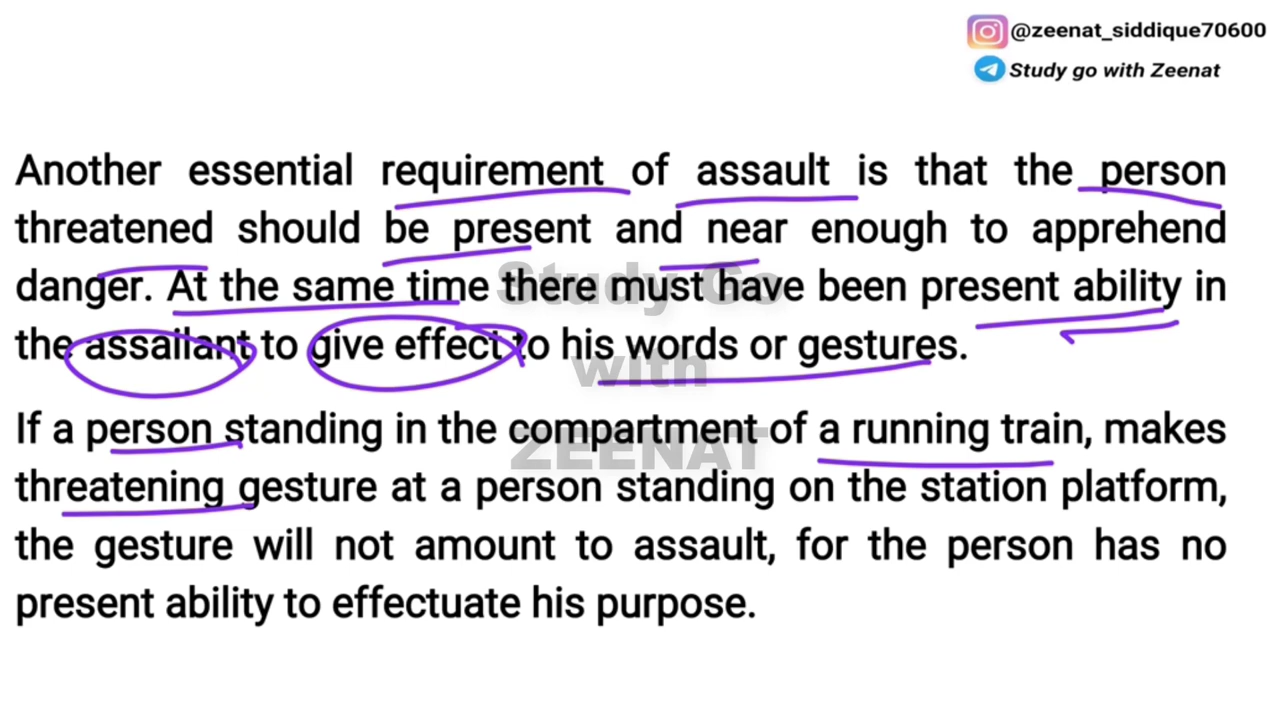 @zeenat_siddique70600
Study go with Zeenat
Another essential requirement of assault is that the person
threatened should be present and near enough to apprehend
danger. At the same time there must have been present ability in
the assailant to give effect to his words or gestures.
If a person standing in the compartment of a running train, makes
threatening gesture at a person standing on the station platform,
the gesture will not amount to assault, for the person has no
present ability to effectuate his purpose.
Study Go
with
ZEENAT